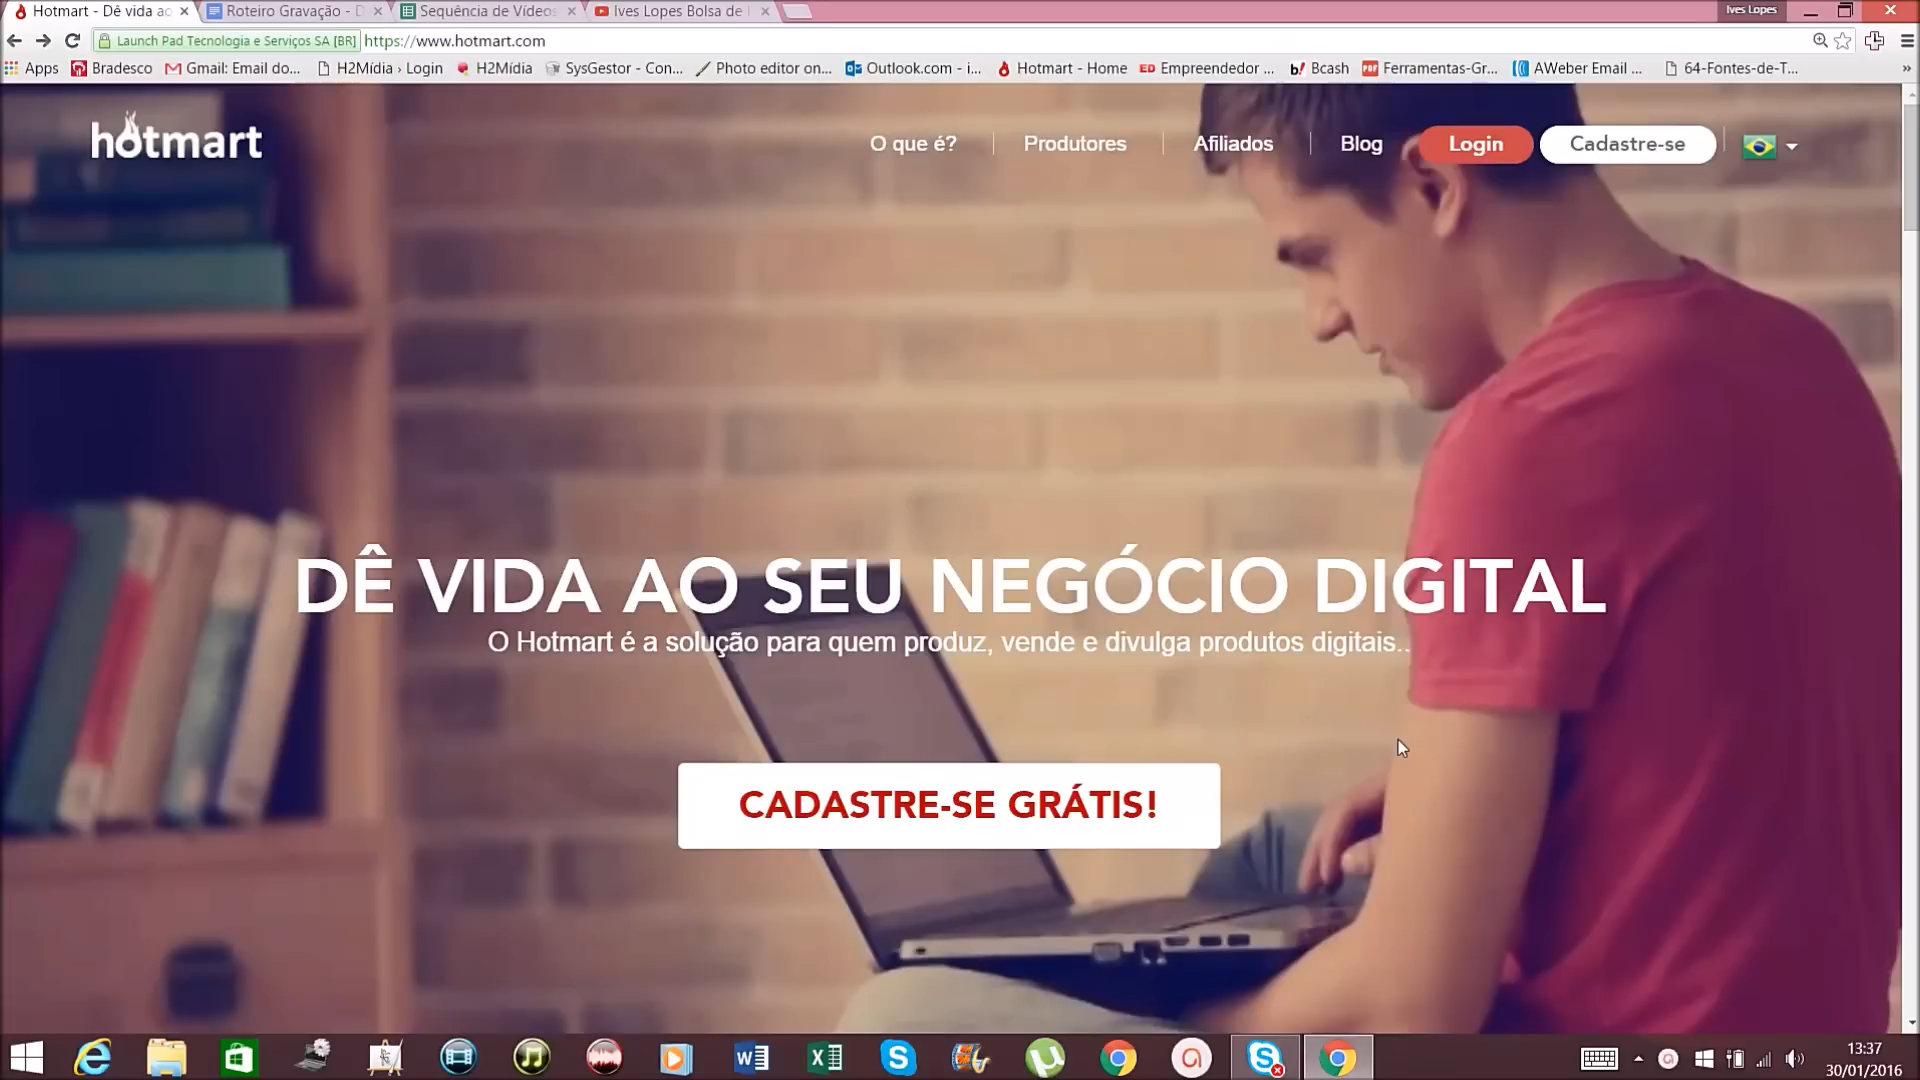 Hotmart - Dê vida ao
Roteiro Gravação - D
Sequência de Vídeos
Ives Lopes Bolsa de
Ives Lopes
Launch Pad Tecnologia e Serviços SA [BR]
https://www.hotmart.com
Apps
Bradesco
Gmail: Email do...
H2Mídia › Login
H2Mídia
SysGestor - Con...
Photo editor on...
Outlook.com - i...
Hotmart - Home
ED
Empreendedor ...
b!
Bcash
PDF
Ferramentas-Gr...
AWeber Email ...
64-Fontes-de-T...
hotmart
O que é?
Produtores
Afiliados
Blog
Login
Cadastre-se
DÊ VIDA AO SEU NEGÓCIO DIGITAL
O Hotmart é a solução para quem produz, vende e divulga produtos digitais..
CADASTRE-SE GRÁTIS!
13:37
30/01/2016